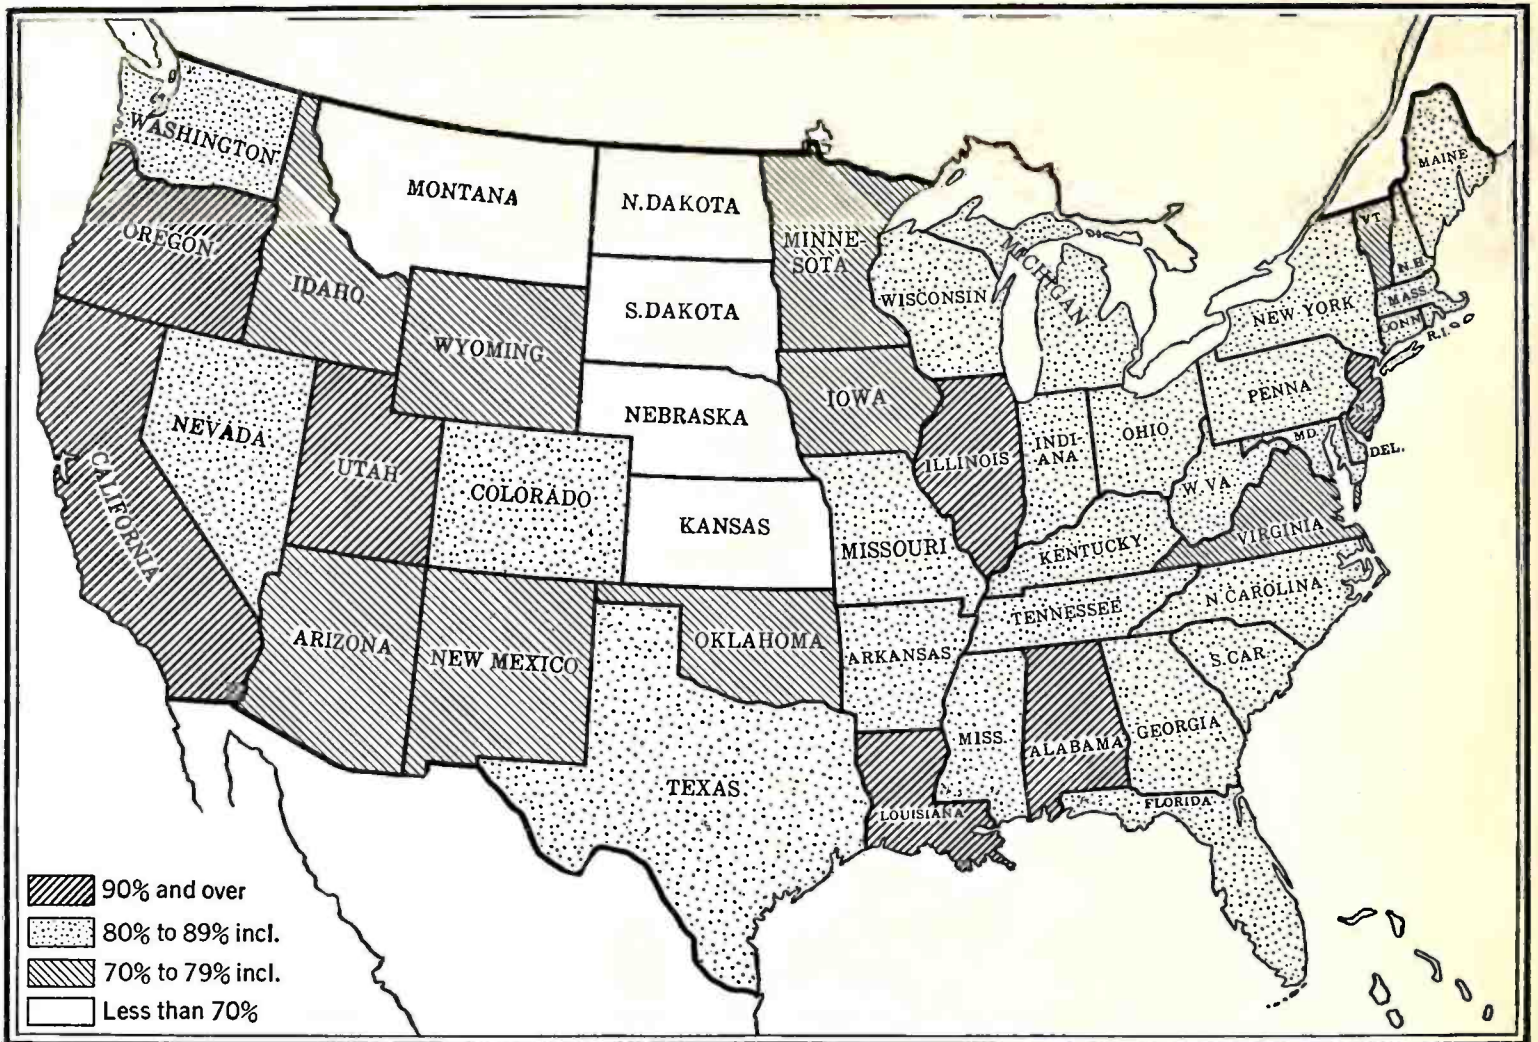 WASHINGTON
OREGON
CALIFORNIA
NEVADA
IDAHO
MONTANA
WYOMING
UTAH
COLORADO
ARIZONA
NEW MEXICO
N. DAKOTA
S. DAKOTA
NEBRASKA
KANSAS
OKLAHOMA
TEXAS
MINNE-
SOTA
IOWA
MISSOURI
ARKANSAS
LOUISIANA
WISCONSIN
MICHIGAN
ILLINOIS
INDI-
ANA
OHIO
KENTUCKY
TENNESSEE
MISS.
ALABAMA
GEORGIA
FLORIDA
S. CAR.
N. CAROLINA
VIRGINIA
W. VA.
MD.
DEL.
PENNA
N.J.
NEW YORK
CONN.
R.I.
MASS.
VT.
N.H.
MAINE
90% and over
80% to 89% incl.
70% to 79% incl.
Less than 70%